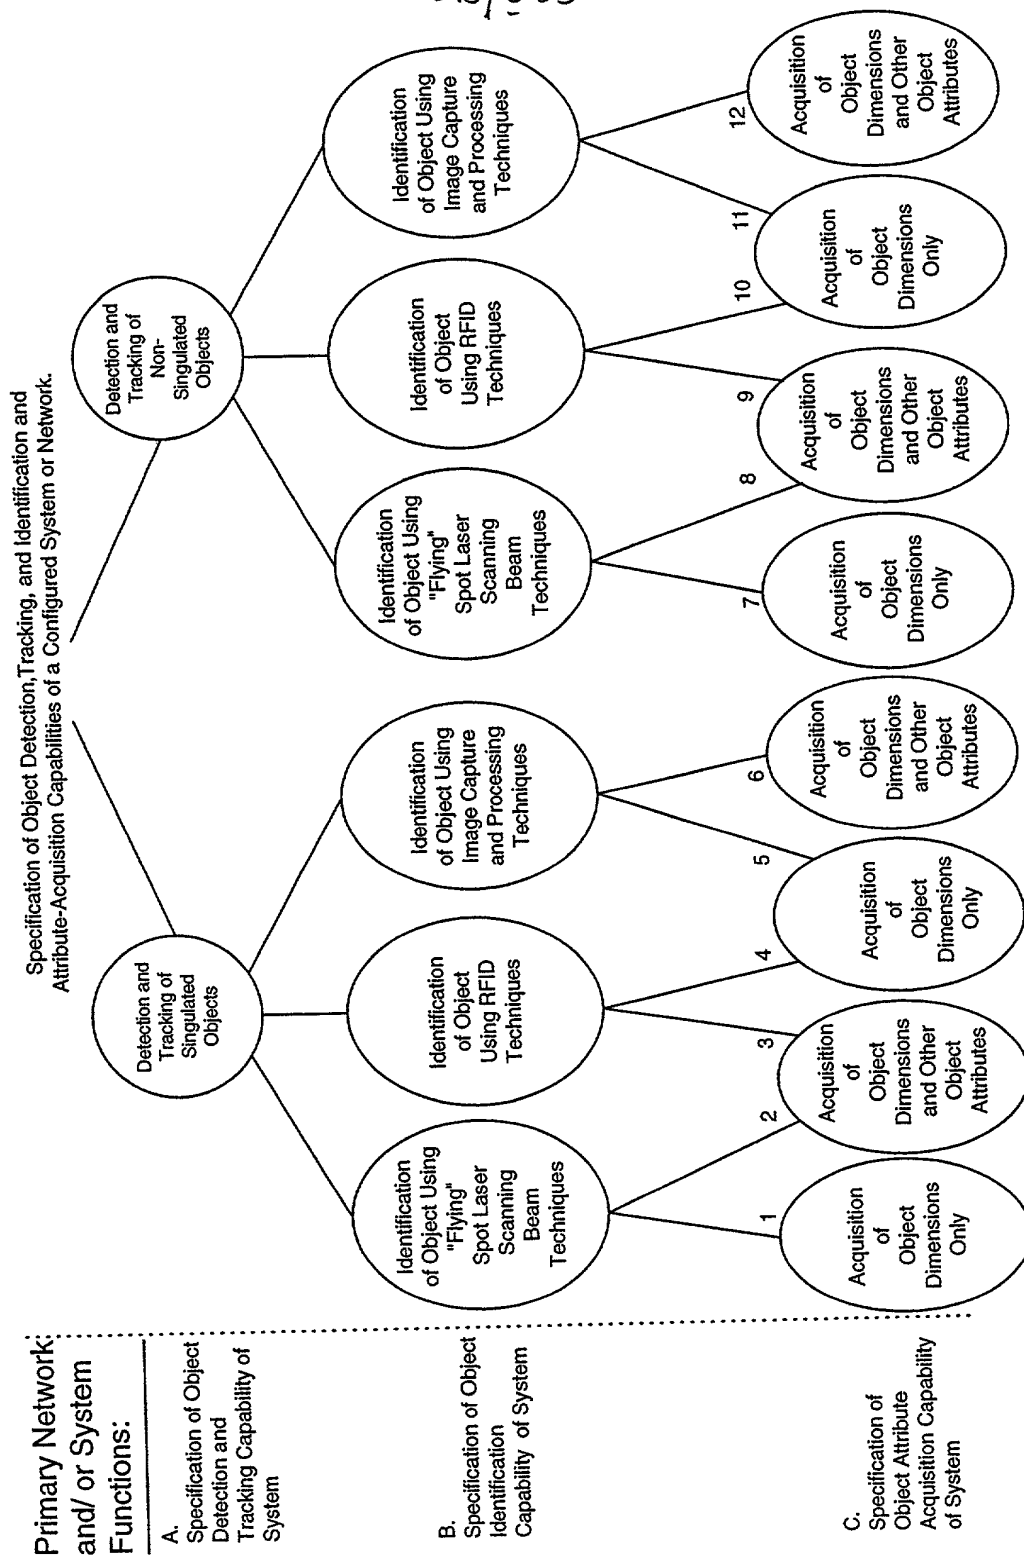 Specification of Object Detection,Tracking, and Identification and
Attribute-Acquisition Capabilities of a Configured System or Network.
Primary Network
and/ or System
Functions:
A.
Specification of Object
Detection and
Tracking Capability of
System
Detection and
Tracking of
Singulated
Objects
Detection and
Tracking of
Non-
Singulated
Objects
B.
Specification of Object
Identification
Capability of System
Identification
of Object Using
"Flying"
Spot Laser
Scanning
Beam
Techniques
Identification
of Object
Using RFID
Techniques
Identification
of Object Using
Image Capture
and Processing
Techniques
Identification
of Object Using
"Flying"
Spot Laser
Scanning
Beam
Techniques
Identification
of Object
Using RFID
Techniques
Identification
of Object Using
Image Capture
and Processing
Techniques
1
2
3
4
5
6
7
8
9
10
11
12
C.
Specification of
Object Attribute
Acquisition Capability
of System
Acquisition
of
Object
Dimensions
Only
Acquisition
of
Object
Dimensions
and Other
Object
Attributes
Acquisition
of
Object
Dimensions
Only
Acquisition
of
Object
Dimensions
and Other
Object
Attributes
Acquisition
of
Object
Dimensions
Only
Acquisition
of
Object
Dimensions
and Other
Object
Attributes
Acquisition
of
Object
Dimensions
Only
Acquisition
of
Object
Dimensions
and Other
Object
Attributes